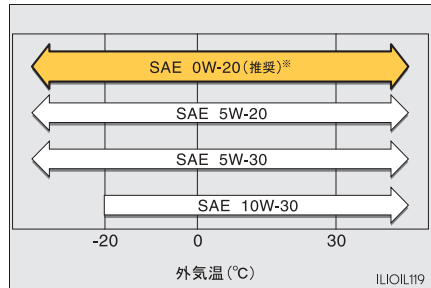 SAE 0W-20(推奨)※
SAE 5W-20
SAE 5W-30
SAE 10W-30
-20 0 30
外気温(℃)
ILIOIL119